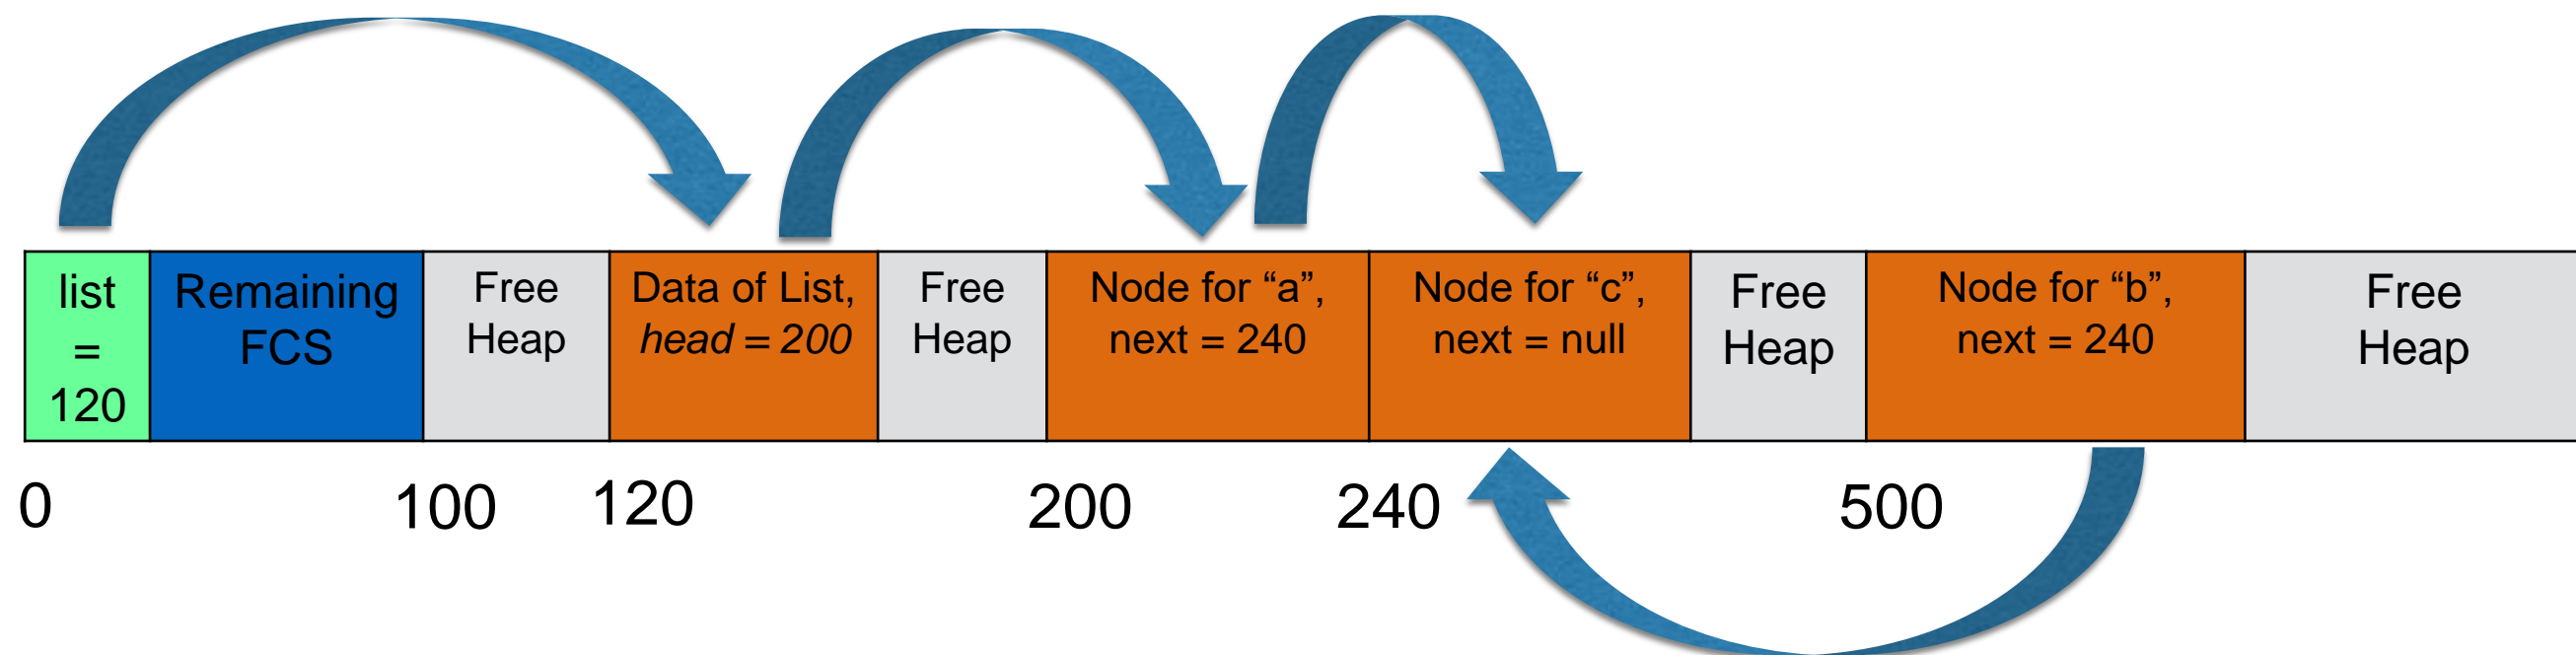 list
=
120
Remaining
FCS
Free
Heap
Data of List,
head = 200
Free
Heap
Node for “a”,
next = 240
Node for “c”,
next = null
Free
Heap
Node for “b”,
next = 240
Free
Heap
0
100
120
200
240
500